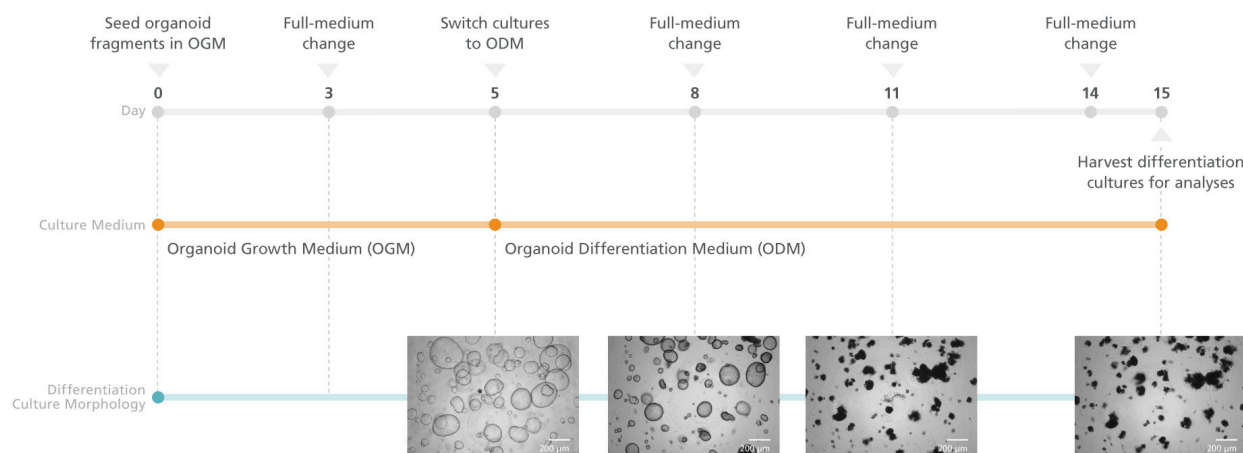 Seed organoid
fragments in OGM
Full-medium
change
Switch cultures
to ODM
Full-medium
change
Full-medium
change
Full-medium
change
0
3
5
8
11
14
15
Day
Harvest differentiation
cultures for analyses
Culture Medium
Organoid Growth Medium (OGM)
Organoid Differentiation Medium (ODM)
Differentiation
Culture Morphology
200 µm
200 µm
200 µm
200 µm